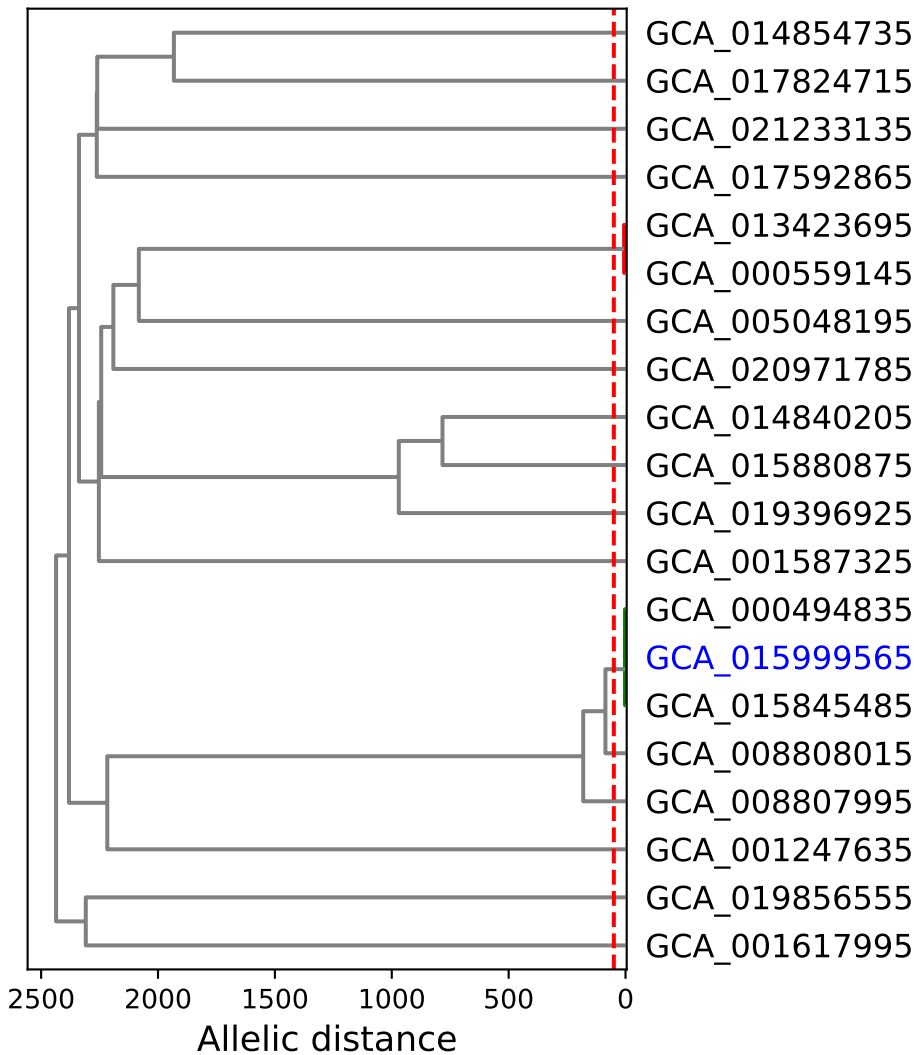 GCA_014854735
GCA_017824715
GCA_021233135
GCA_017592865
GCA_013423695
GCA_000559145
GCA_005048195
GCA_020971785
GCA_014840205
GCA_015880875
GCA_019396925
GCA_001587325
GCA_000494835
GCA_015999565
GCA_015845485
GCA_008808015
GCA_008807995
GCA_001247635
GCA_019856555
GCA_001617995
2500 2000 1500 1000 500 0
Allelic distance